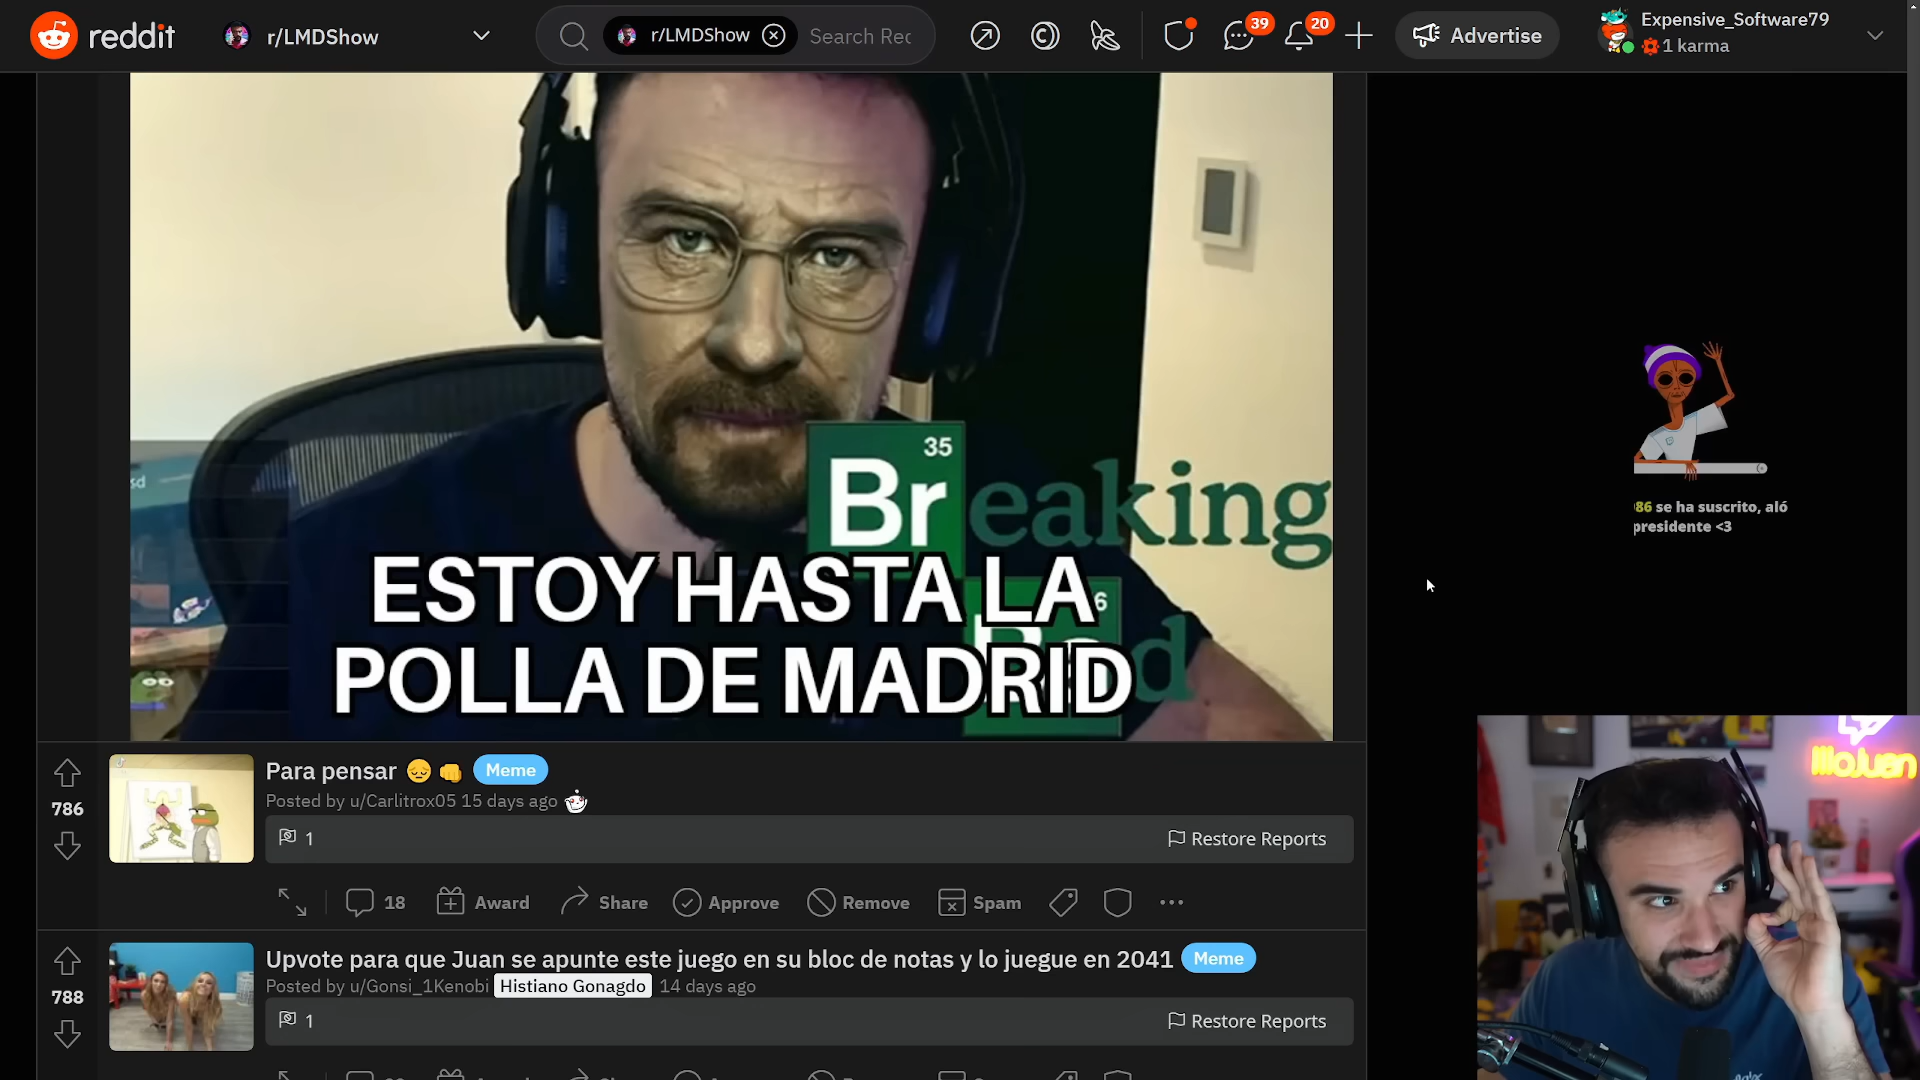 reddit
r/LMDShow
r/LMDShow
Search Rec
39
20
Advertise
Expensive_Software79
1 karma
sd
35
Breaking
ESTOY HASTA LA
6
POLLA DE MADRID
d
86 se ha suscrito, aló
presidente <3
786
Para pensar 😔 👊 Meme
Posted by u/Carlitrox05 15 days ago
1
Restore Reports
18
Award
Share
Approve
Remove
Spam
788
Upvote para que Juan se apunte este juego en su bloc de notas y lo juegue en 2041 Meme
Posted by u/Gonsi_1Kenobi Histiano Gonagdo 14 days ago
1
Restore Reports
IlloJuan